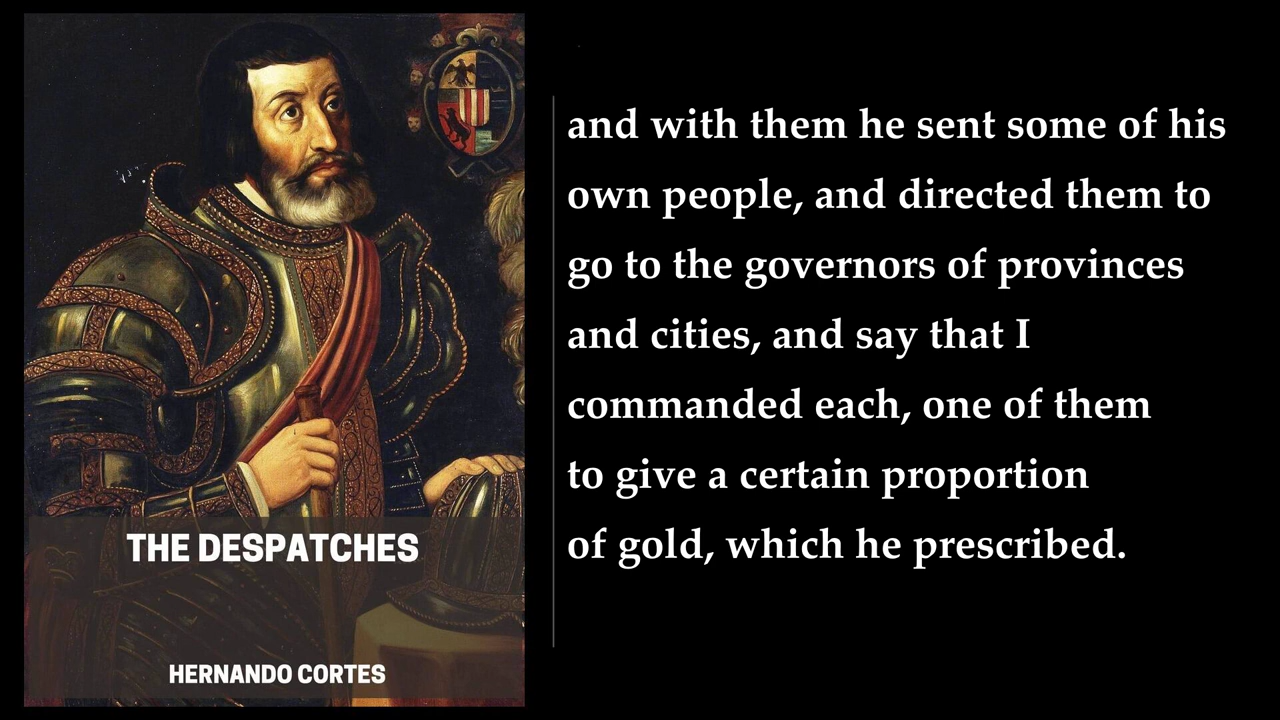 THE DESPATCHES
HERNANDO CORTES
and with them he sent some of his
own people, and directed them to
go to the governors of provinces
and cities, and say that I
commanded each, one of them
to give a certain proportion
of gold, which he prescribed.